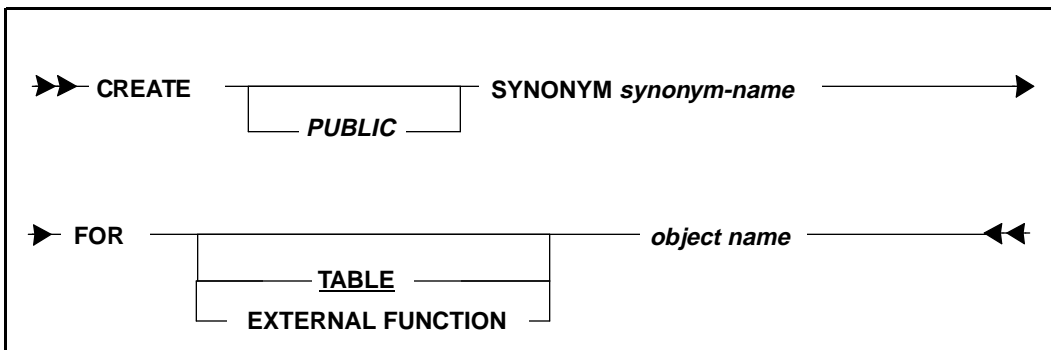 CREATE SYNONYM synonym-name
PUBLIC
FOR object name
TABLE
EXTERNAL FUNCTION